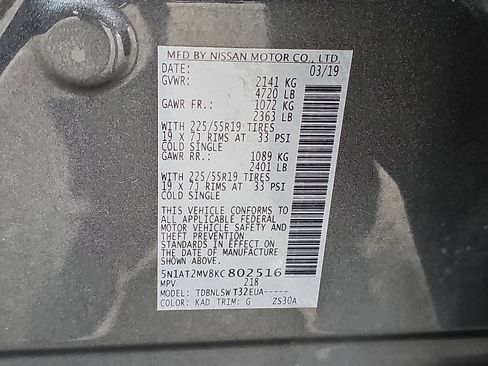 MFD BY NISSAN MOTOR CO., LTD.
DATE: 03/19
GVWR: 2141 KG
4720 LB
GAWR FR.: 1072 KG
2363 LB
WITH 225/55R19 TIRES
19 X 7J RIMS AT 33 PSI
COLD SINGLE
GAWR RR.: 1089 KG
2401 LB
WITH 225/55R19 TIRES
19 X 7J RIMS AT 33 PSI
COLD SINGLE
THIS VEHICLE CONFORMS TO
ALL APPLICABLE FEDERAL
MOTOR VEHICLE SAFETY AND
THEFT PREVENTION
STANDARDS IN EFFECT ON
THE DATE OF MANUFACTURE
SHOWN ABOVE.
5N1AT2MV8KC802516
MPV 218
MODEL: TDBNLSW T32EUA-----
COLOR: KAD TRIM: G ZS30A